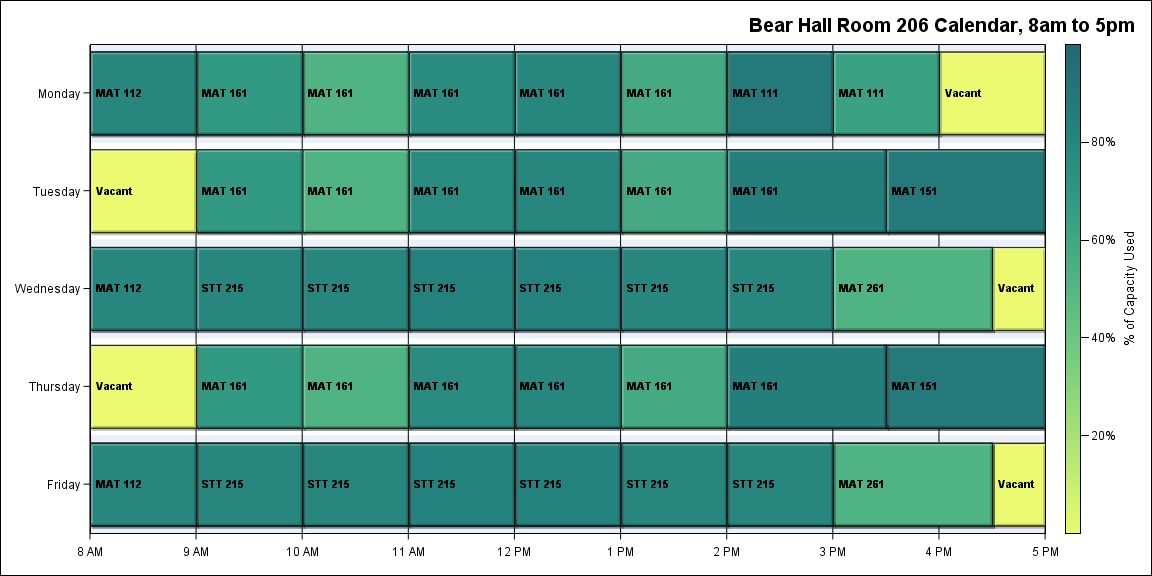 Bear Hall Room 206 Calendar, 8am to 5pm
Monday MAT 112 MAT 161 MAT 161 MAT 161 MAT 161 MAT 161 MAT 111 MAT 111 Vacant
80%
Tuesday Vacant MAT 161 MAT 161 MAT 161 MAT 161 MAT 161 MAT 161 MAT 151
60%
% of Capacity Used
Wednesday MAT 112 STT 215 STT 215 STT 215 STT 215 STT 215 STT 215 MAT 261 Vacant
40%
Thursday Vacant MAT 161 MAT 161 MAT 161 MAT 161 MAT 161 MAT 161 MAT 151
20%
Friday MAT 112 STT 215 STT 215 STT 215 STT 215 STT 215 STT 215 MAT 261 Vacant
8 AM 9 AM 10 AM 11 AM 12 PM 1 PM 2 PM 3 PM 4 PM 5 PM